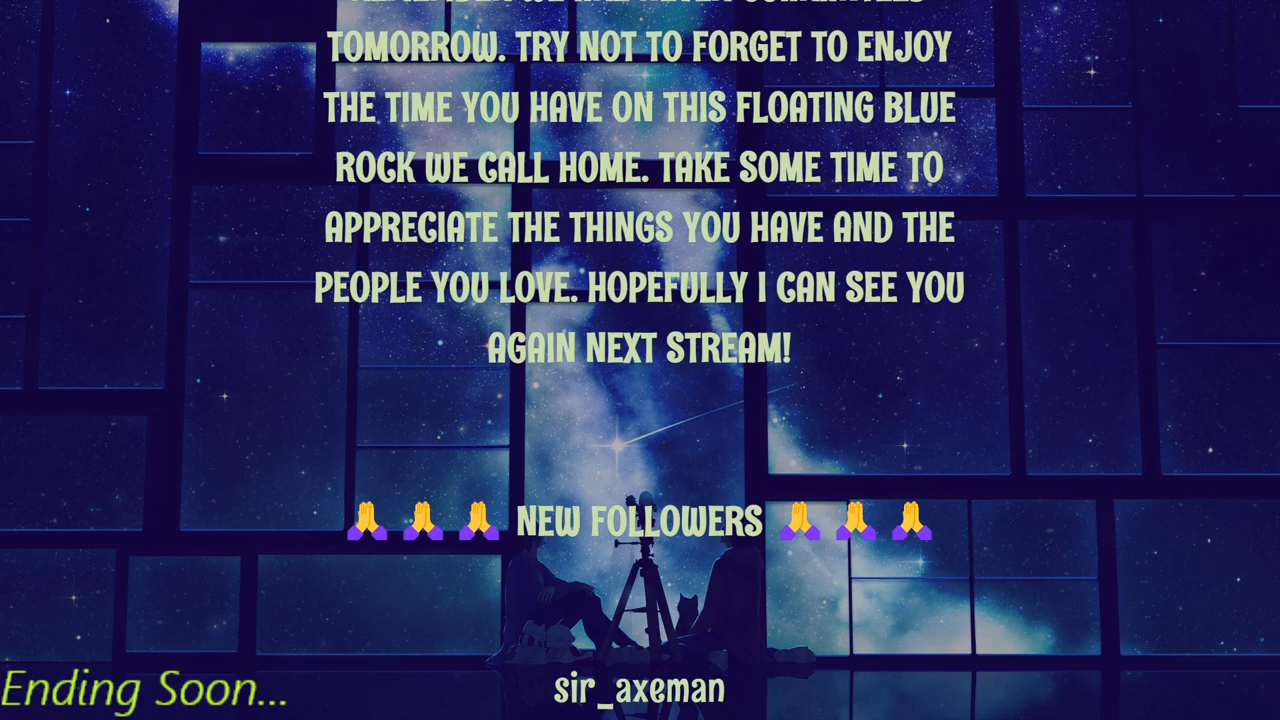 TOMORROW. TRY NOT TO FORGET TO ENJOY
THE TIME YOU HAVE ON THIS FLOATING BLUE
ROCK WE CALL HOME. TAKE SOME TIME TO
APPRECIATE THE THINGS YOU HAVE AND THE
PEOPLE YOU LOVE. HOPEFULLY I CAN SEE YOU
AGAIN NEXT STREAM!
🙏 🙏 🙏 NEW FOLLOWERS 🙏 🙏 🙏
Ending Soon...
sir_axeman